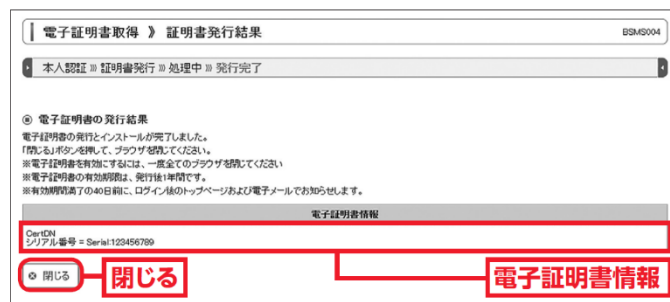 電子証明書取得 》 証明書発行結果
BSMS004
本人認証 》 証明書発行 》 処理中 》 発行完了
電子証明書の発行結果
電子証明書の発行とインストールが完了しました。
「閉じる」ボタンを押して、ブラウザを閉じてください。
※電子証明書を有効にするには、一度全てのブラウザを閉じてください
※電子証明書の有効期限は、発行後1年間です。
※有効期間満了の40日前に、ログイン後のトップページおよび電子メールでお知らせします。
電子証明書情報
CertDN
シリアル番号 = Serial:123456789
閉じる
閉じる
電子証明書情報